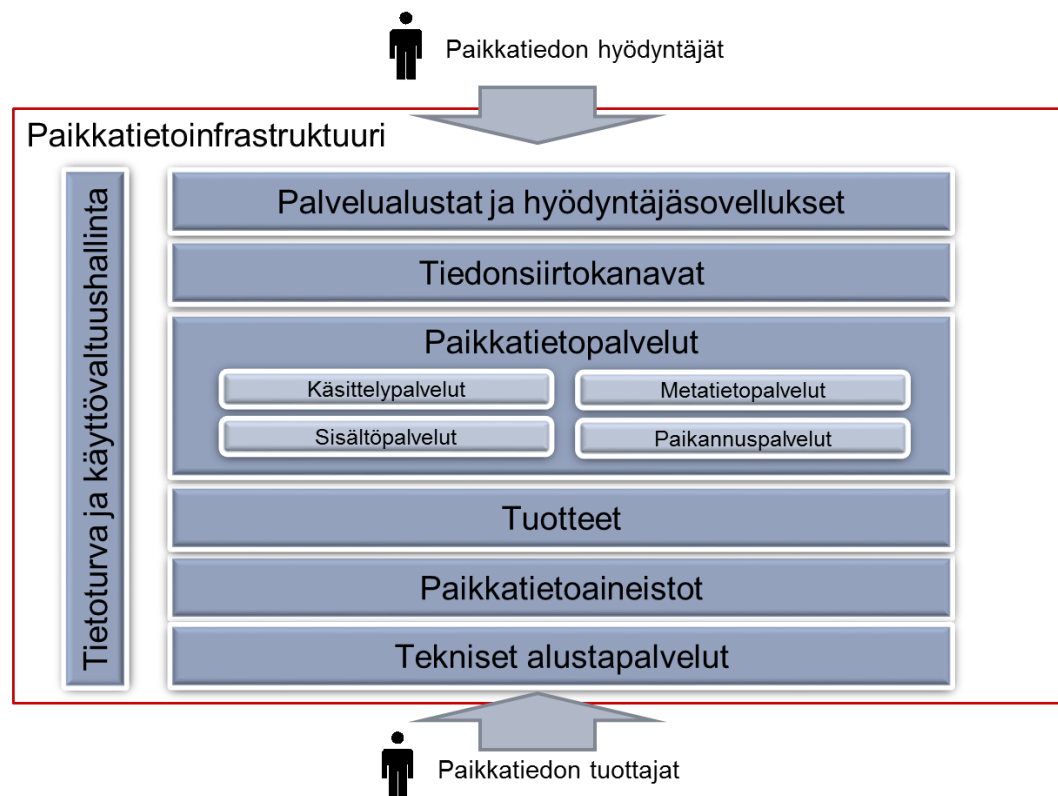 Paikkatiedon hyödyntäjät
Paikkatietoinfrastruktuuri
Tietoturva ja käyttövaltuushallinta
Palvelualustat ja hyödyntäjäsovellukset
Tiedonsiirtokanavat
Paikkatietopalvelut
Käsittelypalvelut
Metatietopalvelut
Sisältöpalvelut
Paikannuspalvelut
Tuotteet
Paikkatietoaineistot
Tekniset alustapalvelut
Paikkatiedon tuottajat